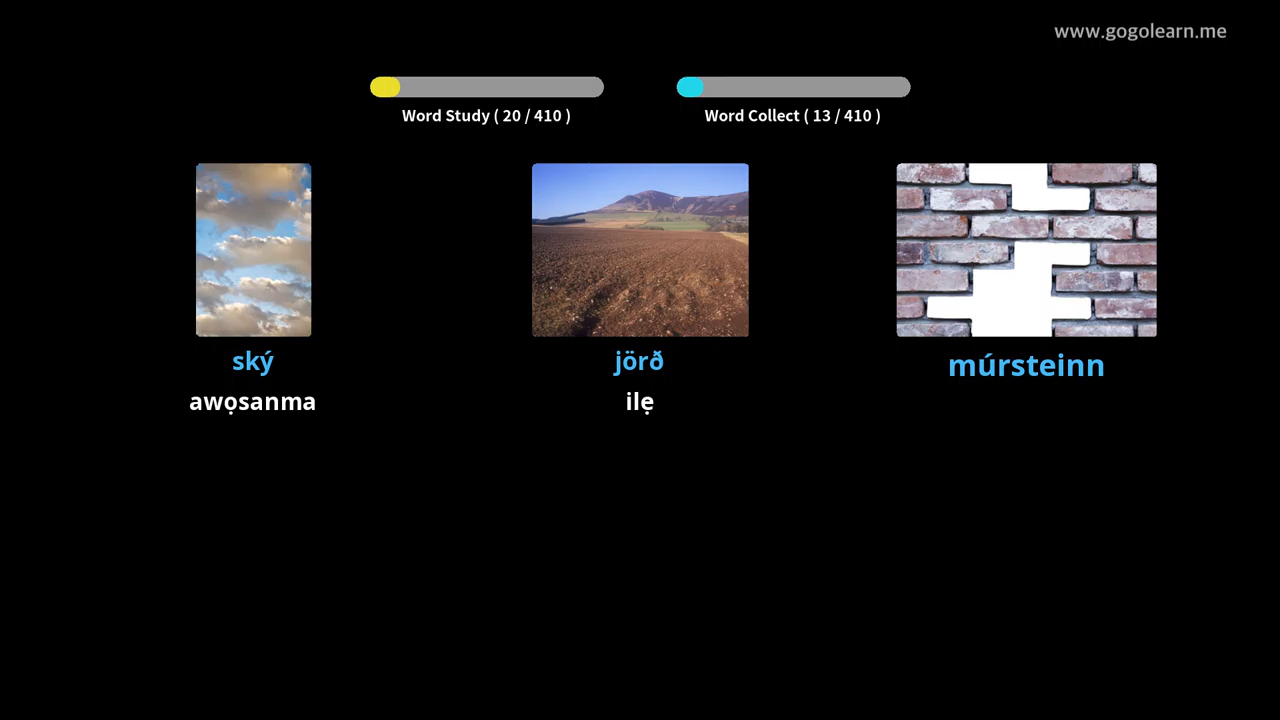 www.gogolearn.me
Word Study ( 20 / 410 )
Word Collect ( 13 / 410 )
ský
jörð
múrsteinn
awọsanma
ilẹ